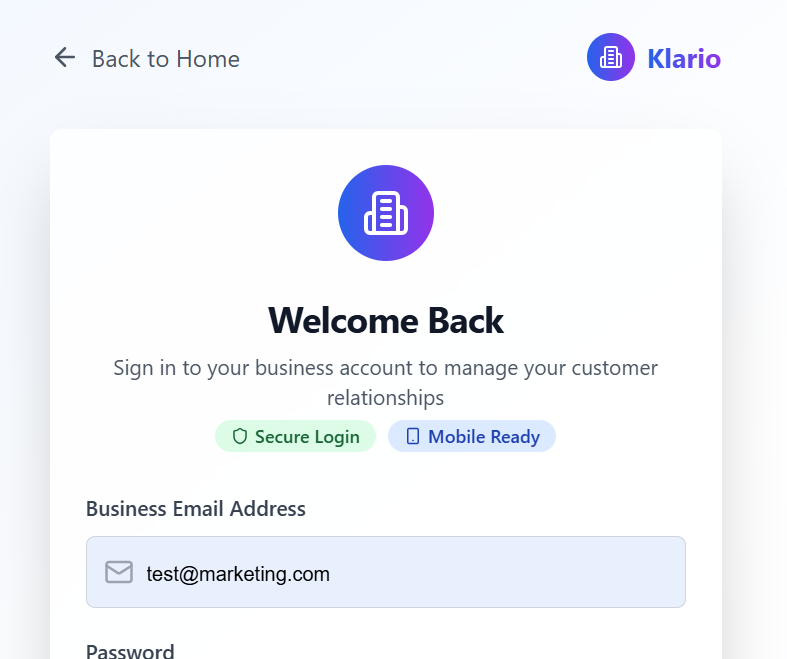 Back to Home
Klario
Welcome Back
Sign in to your business account to manage your customer
relationships
Secure Login
Mobile Ready
Business Email Address
test@marketing.com
Password